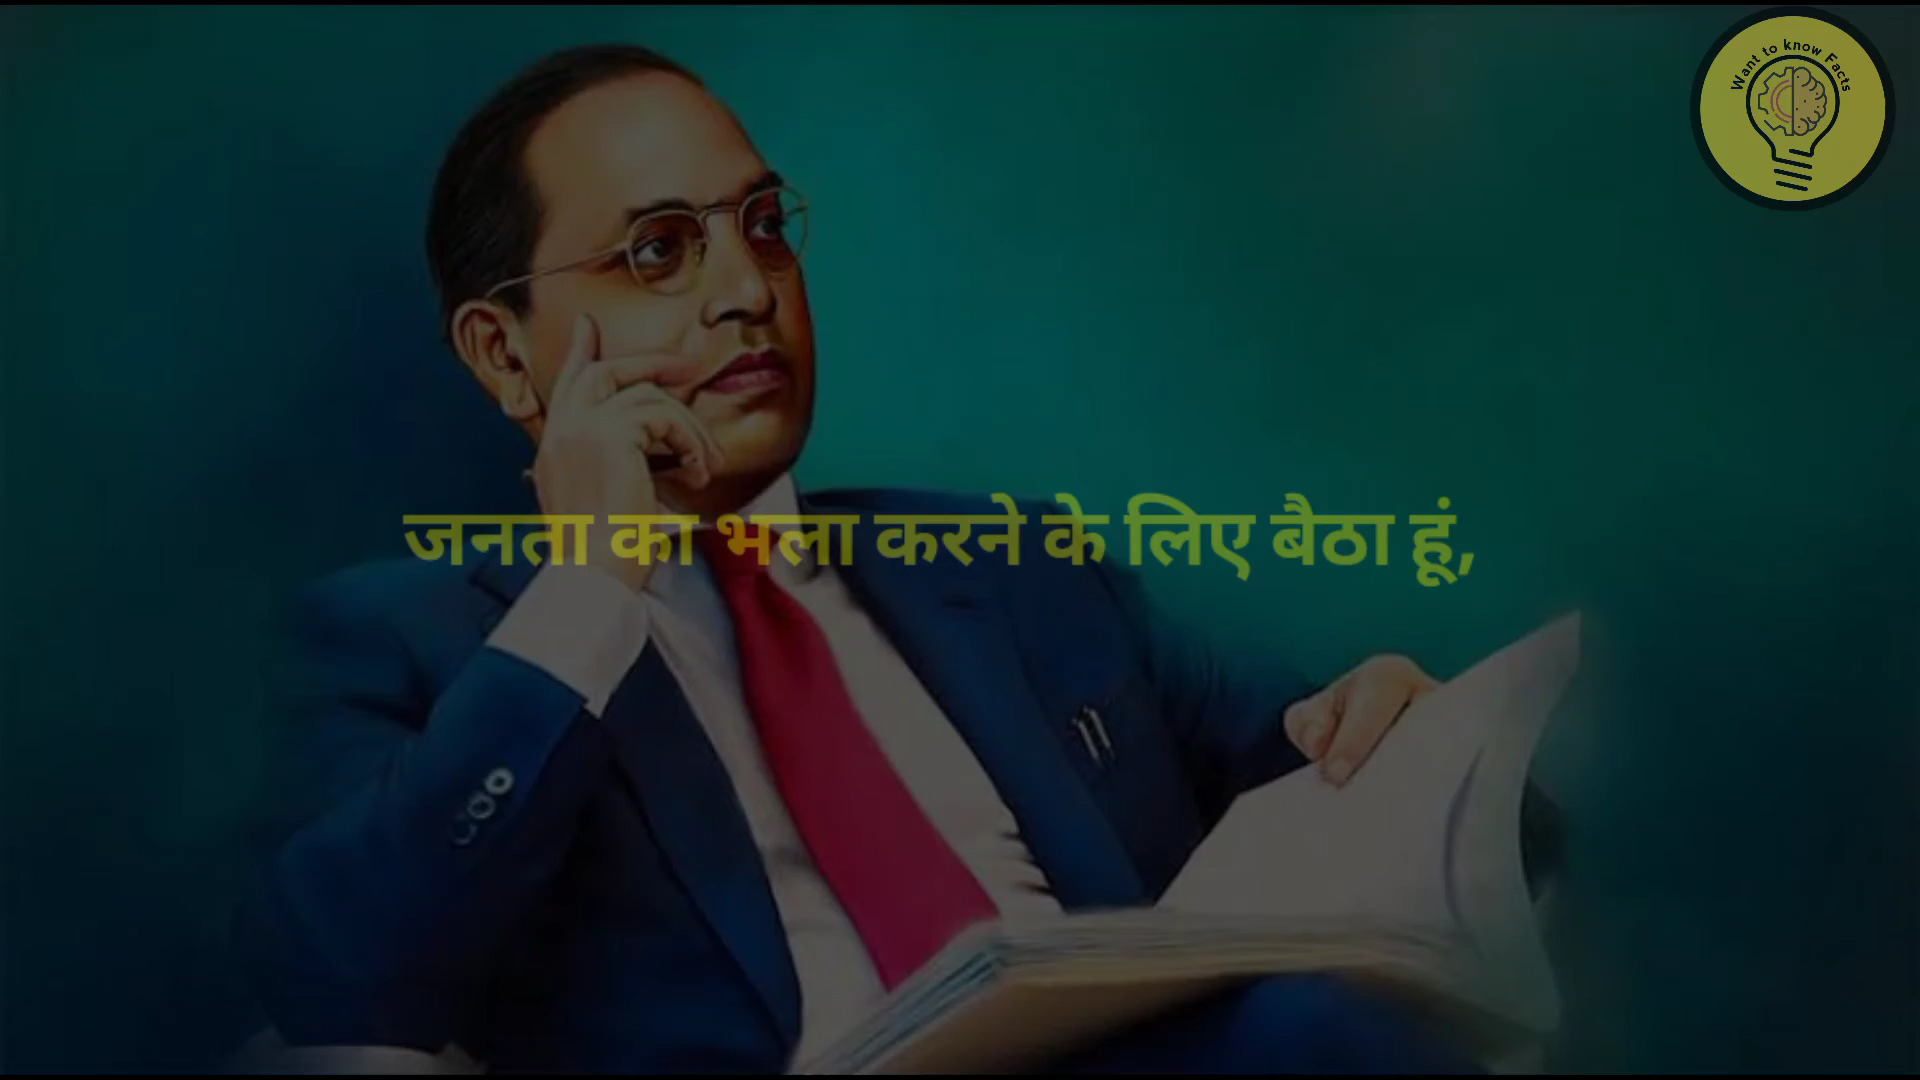 Want to know Facts
जनता का भला करने के लिए बैठा हूं,